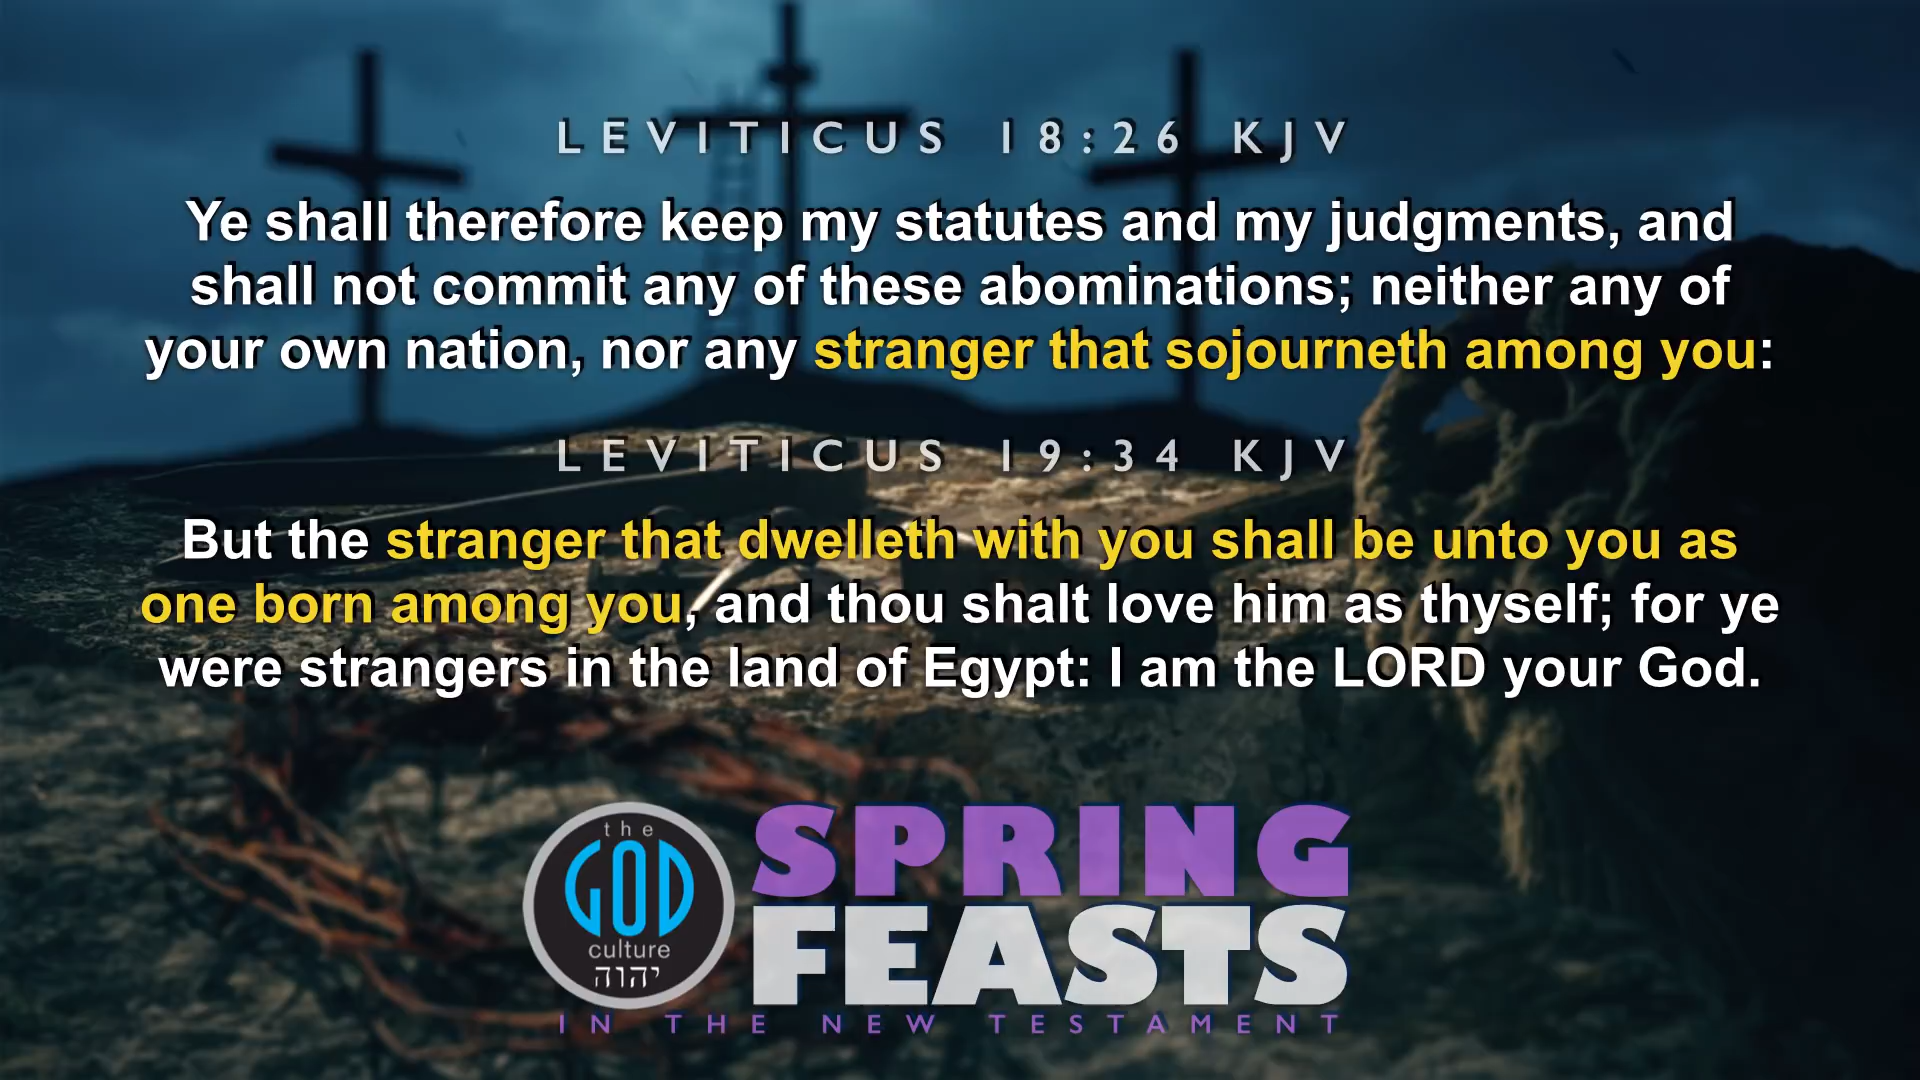 LEVITICUS 18:26 KJV
Ye shall therefore keep my statutes and my judgments, and
shall not commit any of these abominations; neither any of
your own nation, nor any stranger that sojourneth among you:
LEVITICUS 19:34 KJV
But the stranger that dwelleth with you shall be unto you as
one born among you, and thou shalt love him as thyself; for ye
were strangers in the land of Egypt: I am the LORD your God.
the
GOD
culture
יהוה
SPRING
FEASTS
IN THE NEW TESTAMENT